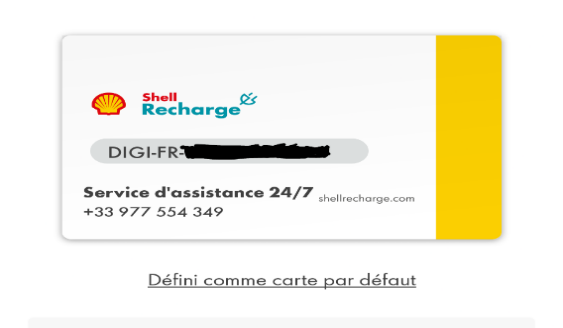 Shell
Recharge
DIGI-FR-
Service d'assistance 24/7
shellrecharge.com
+33 977 554 349
Défini comme carte par défaut